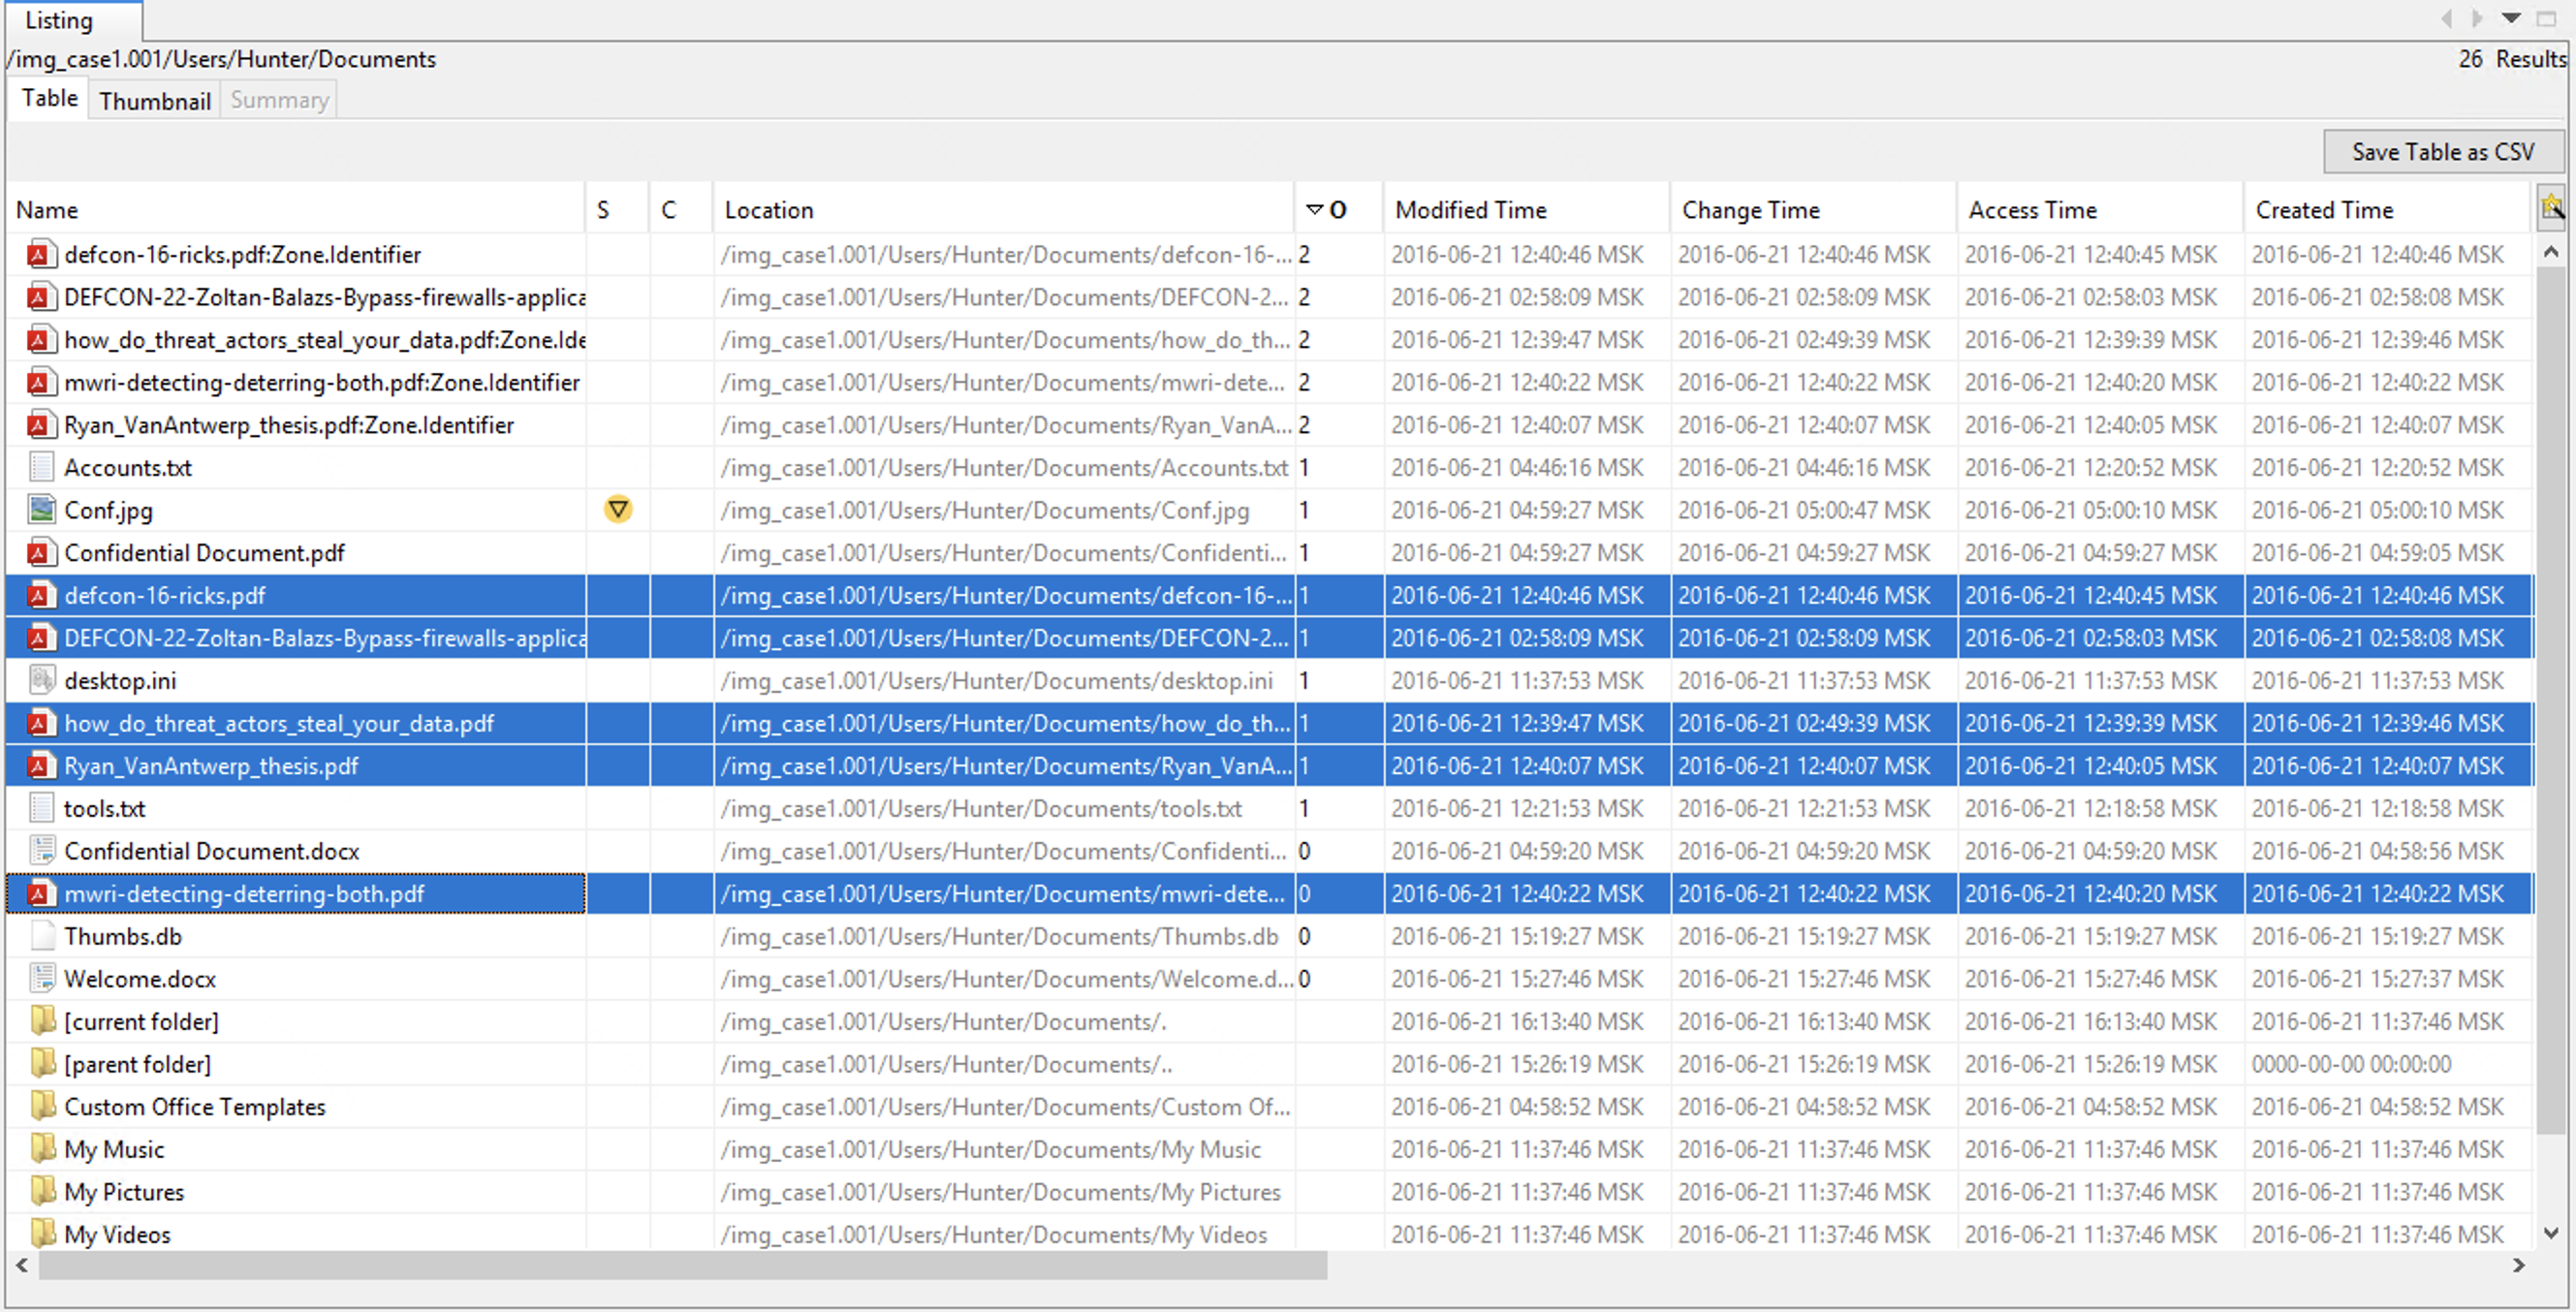 Listing
/img_case1.001/Users/Hunter/Documents 26 Results
Table Thumbnail Summary
Save Table as CSV
Name S C Location O Modified Time Change Time Access Time Created Time
defcon-16-ricks.pdf:Zone.Identifier /img_case1.001/Users/Hunter/Documents/defcon-16-... 2 2016-06-21 12:40:46 MSK 2016-06-21 12:40:46 MSK 2016-06-21 12:40:45 MSK 2016-06-21 12:40:46 MSK
DEFCON-22-Zoltan-Balazs-Bypass-firewalls-applica /img_case1.001/Users/Hunter/Documents/DEFCON-2... 2 2016-06-21 02:58:09 MSK 2016-06-21 02:58:09 MSK 2016-06-21 02:58:03 MSK 2016-06-21 02:58:08 MSK
how_do_threat_actors_steal_your_data.pdf:Zone.Ide /img_case1.001/Users/Hunter/Documents/how_do_th... 2 2016-06-21 12:39:47 MSK 2016-06-21 02:49:39 MSK 2016-06-21 12:39:39 MSK 2016-06-21 12:39:46 MSK
mwri-detecting-deterring-both.pdf:Zone.Identifier /img_case1.001/Users/Hunter/Documents/mwri-dete... 2 2016-06-21 12:40:22 MSK 2016-06-21 12:40:22 MSK 2016-06-21 12:40:20 MSK 2016-06-21 12:40:22 MSK
Ryan_VanAntwerp_thesis.pdf:Zone.Identifier /img_case1.001/Users/Hunter/Documents/Ryan_VanA... 2 2016-06-21 12:40:07 MSK 2016-06-21 12:40:07 MSK 2016-06-21 12:40:05 MSK 2016-06-21 12:40:07 MSK
Accounts.txt /img_case1.001/Users/Hunter/Documents/Accounts.txt 1 2016-06-21 04:46:16 MSK 2016-06-21 04:46:16 MSK 2016-06-21 12:20:52 MSK 2016-06-21 12:20:52 MSK
Conf.jpg /img_case1.001/Users/Hunter/Documents/Conf.jpg 1 2016-06-21 04:59:27 MSK 2016-06-21 05:00:47 MSK 2016-06-21 05:00:10 MSK 2016-06-21 05:00:10 MSK
Confidential Document.pdf /img_case1.001/Users/Hunter/Documents/Confidenti... 1 2016-06-21 04:59:27 MSK 2016-06-21 04:59:27 MSK 2016-06-21 04:59:27 MSK 2016-06-21 04:59:05 MSK
defcon-16-ricks.pdf /img_case1.001/Users/Hunter/Documents/defcon-16-... 1 2016-06-21 12:40:46 MSK 2016-06-21 12:40:46 MSK 2016-06-21 12:40:45 MSK 2016-06-21 12:40:46 MSK
DEFCON-22-Zoltan-Balazs-Bypass-firewalls-applica /img_case1.001/Users/Hunter/Documents/DEFCON-2... 1 2016-06-21 02:58:09 MSK 2016-06-21 02:58:09 MSK 2016-06-21 02:58:03 MSK 2016-06-21 02:58:08 MSK
desktop.ini /img_case1.001/Users/Hunter/Documents/desktop.ini 1 2016-06-21 11:37:53 MSK 2016-06-21 11:37:53 MSK 2016-06-21 11:37:53 MSK 2016-06-21 11:37:53 MSK
how_do_threat_actors_steal_your_data.pdf /img_case1.001/Users/Hunter/Documents/how_do_th... 1 2016-06-21 12:39:47 MSK 2016-06-21 02:49:39 MSK 2016-06-21 12:39:39 MSK 2016-06-21 12:39:46 MSK
Ryan_VanAntwerp_thesis.pdf /img_case1.001/Users/Hunter/Documents/Ryan_VanA... 1 2016-06-21 12:40:07 MSK 2016-06-21 12:40:07 MSK 2016-06-21 12:40:05 MSK 2016-06-21 12:40:07 MSK
tools.txt /img_case1.001/Users/Hunter/Documents/tools.txt 1 2016-06-21 12:21:53 MSK 2016-06-21 12:21:53 MSK 2016-06-21 12:18:58 MSK 2016-06-21 12:18:58 MSK
Confidential Document.docx /img_case1.001/Users/Hunter/Documents/Confidenti... 0 2016-06-21 04:59:20 MSK 2016-06-21 04:59:20 MSK 2016-06-21 04:59:20 MSK 2016-06-21 04:58:56 MSK
mwri-detecting-deterring-both.pdf /img_case1.001/Users/Hunter/Documents/mwri-dete... 0 2016-06-21 12:40:22 MSK 2016-06-21 12:40:22 MSK 2016-06-21 12:40:20 MSK 2016-06-21 12:40:22 MSK
Thumbs.db /img_case1.001/Users/Hunter/Documents/Thumbs.db 0 2016-06-21 15:19:27 MSK 2016-06-21 15:19:27 MSK 2016-06-21 15:19:27 MSK 2016-06-21 15:19:27 MSK
Welcome.docx /img_case1.001/Users/Hunter/Documents/Welcome.d... 0 2016-06-21 15:27:46 MSK 2016-06-21 15:27:46 MSK 2016-06-21 15:27:46 MSK 2016-06-21 15:27:37 MSK
[current folder] /img_case1.001/Users/Hunter/Documents/. 2016-06-21 16:13:40 MSK 2016-06-21 16:13:40 MSK 2016-06-21 16:13:40 MSK 2016-06-21 11:37:46 MSK
[parent folder] /img_case1.001/Users/Hunter/Documents/.. 2016-06-21 15:26:19 MSK 2016-06-21 15:26:19 MSK 2016-06-21 15:26:19 MSK 0000-00-00 00:00:00
Custom Office Templates /img_case1.001/Users/Hunter/Documents/Custom Of... 2016-06-21 04:58:52 MSK 2016-06-21 04:58:52 MSK 2016-06-21 04:58:52 MSK 2016-06-21 04:58:52 MSK
My Music /img_case1.001/Users/Hunter/Documents/My Music 2016-06-21 11:37:46 MSK 2016-06-21 11:37:46 MSK 2016-06-21 11:37:46 MSK 2016-06-21 11:37:46 MSK
My Pictures /img_case1.001/Users/Hunter/Documents/My Pictures 2016-06-21 11:37:46 MSK 2016-06-21 11:37:46 MSK 2016-06-21 11:37:46 MSK 2016-06-21 11:37:46 MSK
My Videos /img_case1.001/Users/Hunter/Documents/My Videos 2016-06-21 11:37:46 MSK 2016-06-21 11:37:46 MSK 2016-06-21 11:37:46 MSK 2016-06-21 11:37:46 MSK